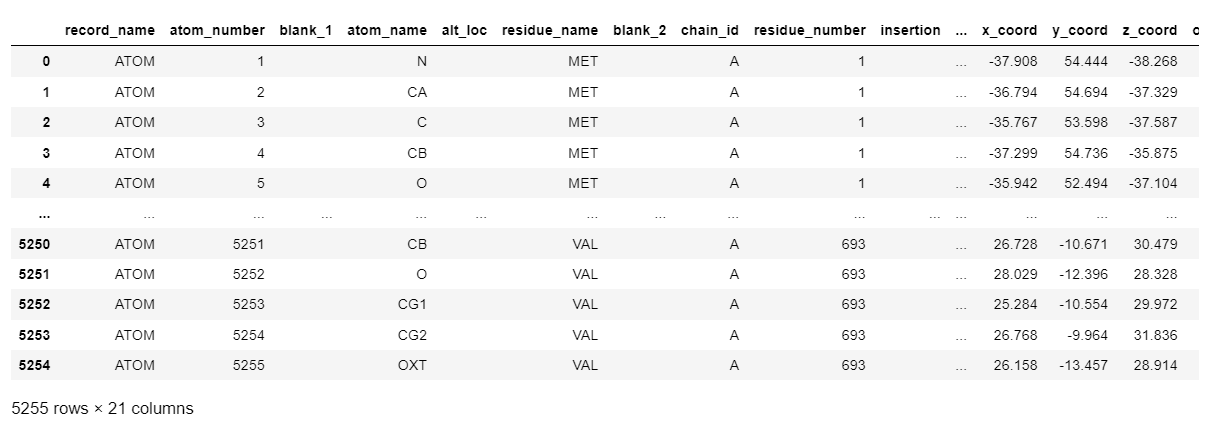 record_name atom_number blank_1 atom_name alt_loc residue_name blank_2 chain_id residue_number insertion ... x_coord y_coord z_coord
0 ATOM 1 N MET A 1 ... -37.908 54.444 -38.268
1 ATOM 2 CA MET A 1 ... -36.794 54.694 -37.329
2 ATOM 3 C MET A 1 ... -35.767 53.598 -37.587
3 ATOM 4 CB MET A 1 ... -37.299 54.736 -35.875
4 ATOM 5 O MET A 1 ... -35.942 52.494 -37.104
... ... ... ... ... ... ... ... ... ... ... ... ... ... ...
5250 ATOM 5251 CB VAL A 693 ... 26.728 -10.671 30.479
5251 ATOM 5252 O VAL A 693 ... 28.029 -12.396 28.328
5252 ATOM 5253 CG1 VAL A 693 ... 25.284 -10.554 29.972
5253 ATOM 5254 CG2 VAL A 693 ... 26.768 -9.964 31.836
5254 ATOM 5255 OXT VAL A 693 ... 26.158 -13.457 28.914
5255 rows × 21 columns